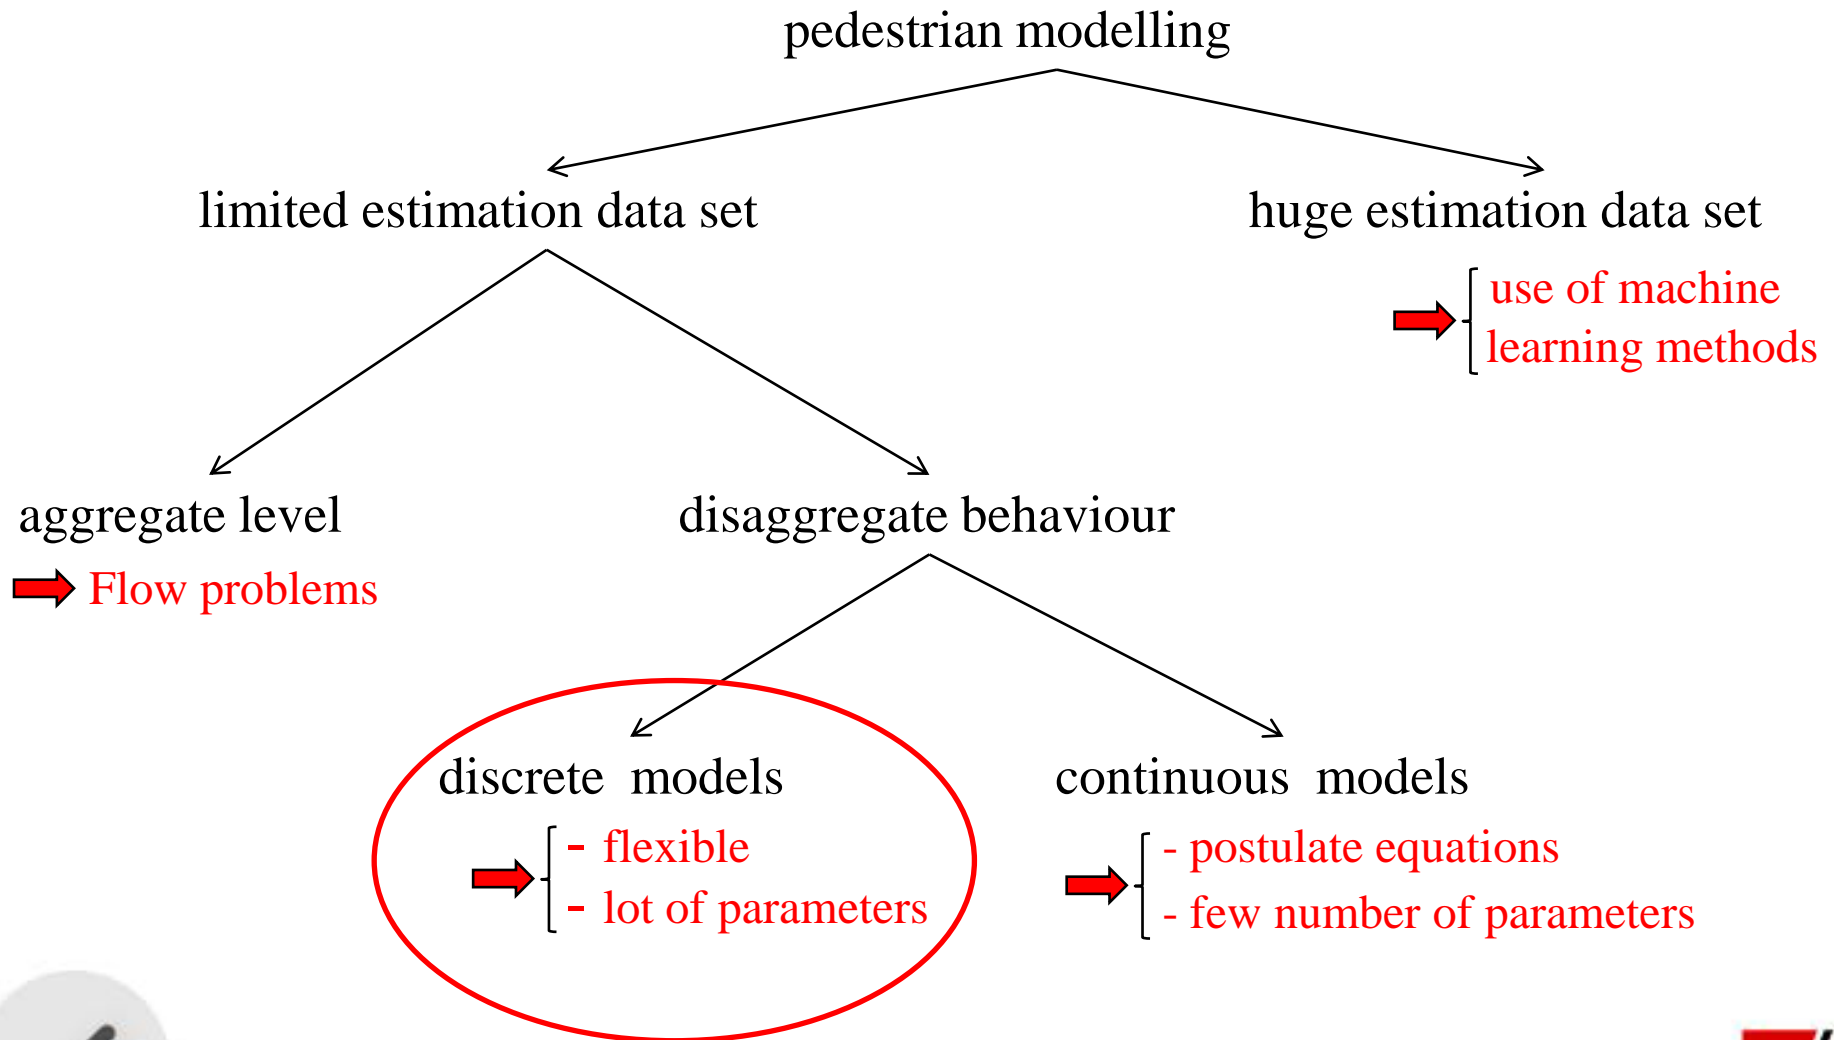 pedestrian modelling
limited estimation data set
huge estimation data set
use of machine
learning methods
aggregate level
Flow problems
disaggregate behaviour
discrete models
- flexible
- lot of parameters
continuous models
- postulate equations
- few number of parameters